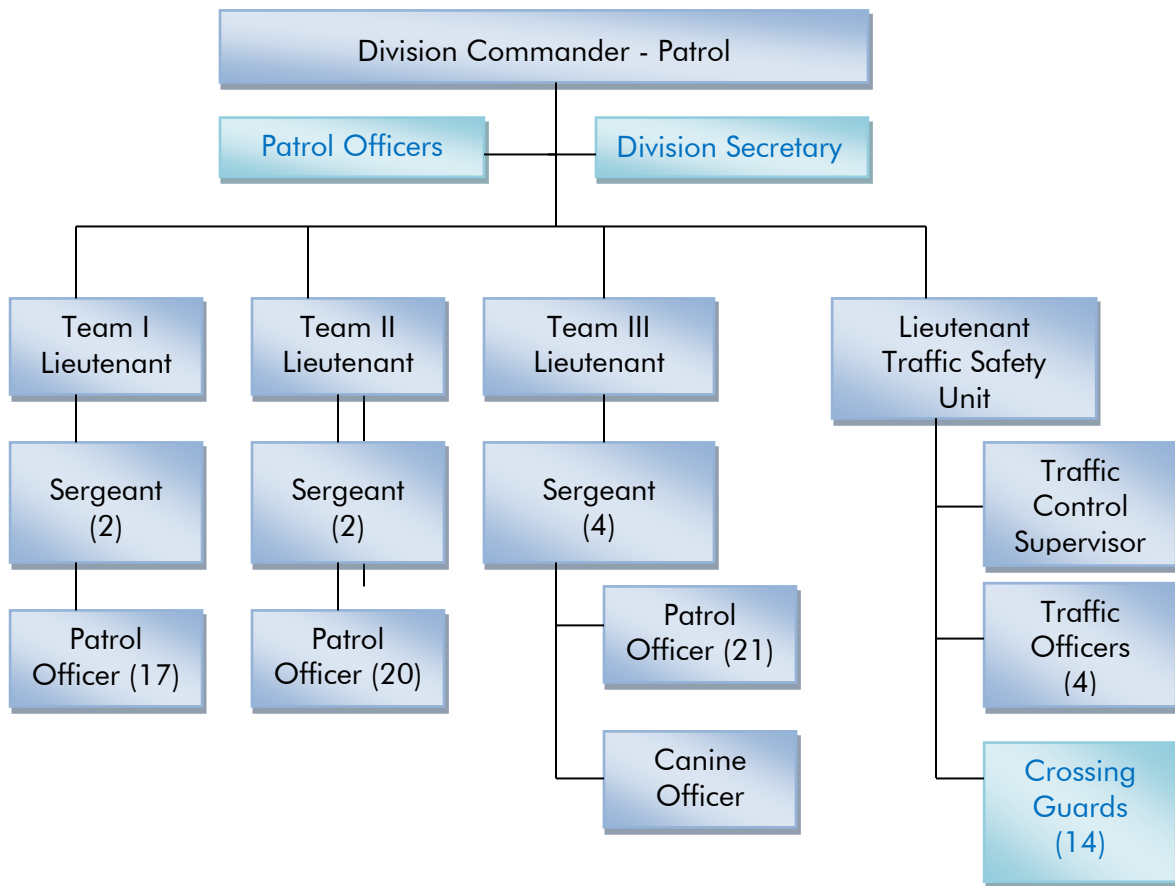 Division Commander - Patrol
Patrol Officers
Division Secretary
Team I
Lieutenant
Team II
Lieutenant
Team III
Lieutenant
Lieutenant
Traffic Safety
Unit
Sergeant
(2)
Sergeant
(2)
Sergeant
(4)
Traffic
Control
Supervisor
Patrol
Officer (17)
Patrol
Officer (20)
Patrol
Officer (21)
Traffic
Officers
(4)
Canine
Officer
Crossing
Guards
(14)